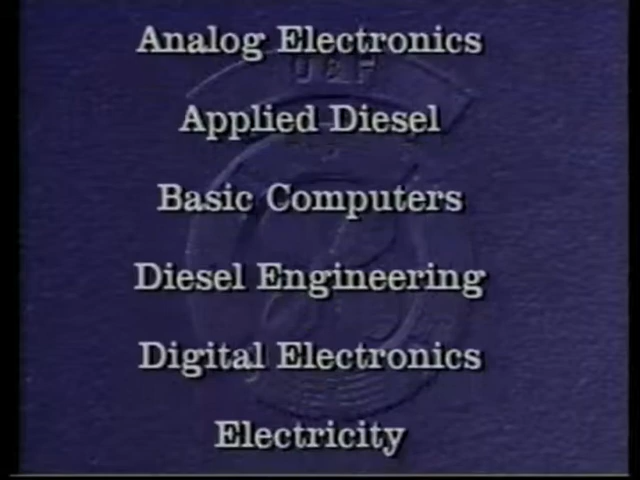 Analog Electronics
U & F
Applied Diesel
Basic Computers
Diesel Engineering
Digital Electronics
Electricity